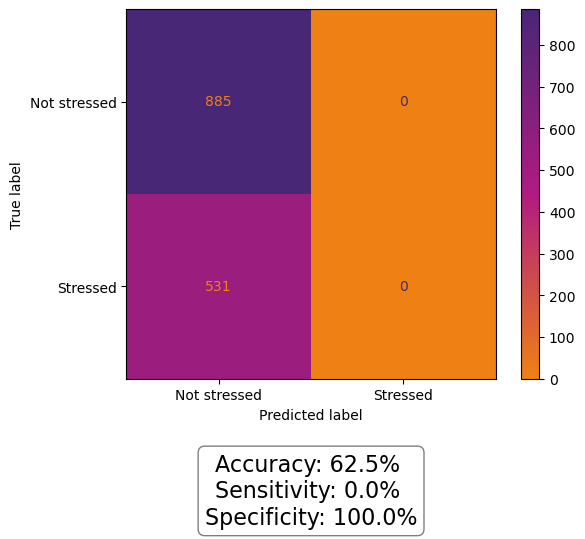 True label
Not stressed
885
0
Stressed
531
0
Not stressed
Stressed
Predicted label
800
700
600
500
400
300
200
100
0
Accuracy: 62.5%
Sensitivity: 0.0%
Specificity: 100.0%